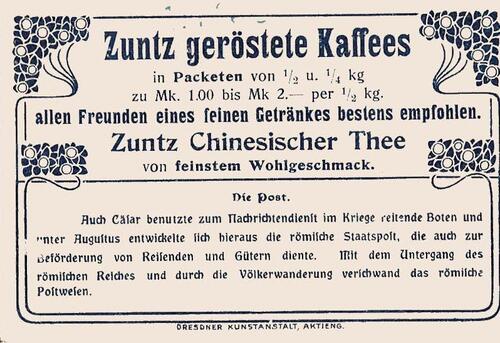 Zuntz geröstete Kaffees
in Packeten von 1/2 u. 1/4 kg
zu Mk. 1.00 bis Mk 2.— per 1/2 kg.
allen Freunden eines feinen Getränkes bestens empfohlen.
Zuntz Chinesischer Thee
von feinstem Wohlgeschmack.
Die Post.
Auch Cäſar benutzte zum Nachrichtendienſt im Kriege reitende Boten und
unter Auguſtus entwickelte ſich hieraus die römiſche Staatspoſt, die auch zur
Beförderung von Reiſenden und Gütern diente. Mit dem Untergang des
römiſchen Reiches und durch die Völkerwanderung verſchwand das römiſche
Poſtweſen.
DRESDNER KUNSTANSTALT, AKTIENG.